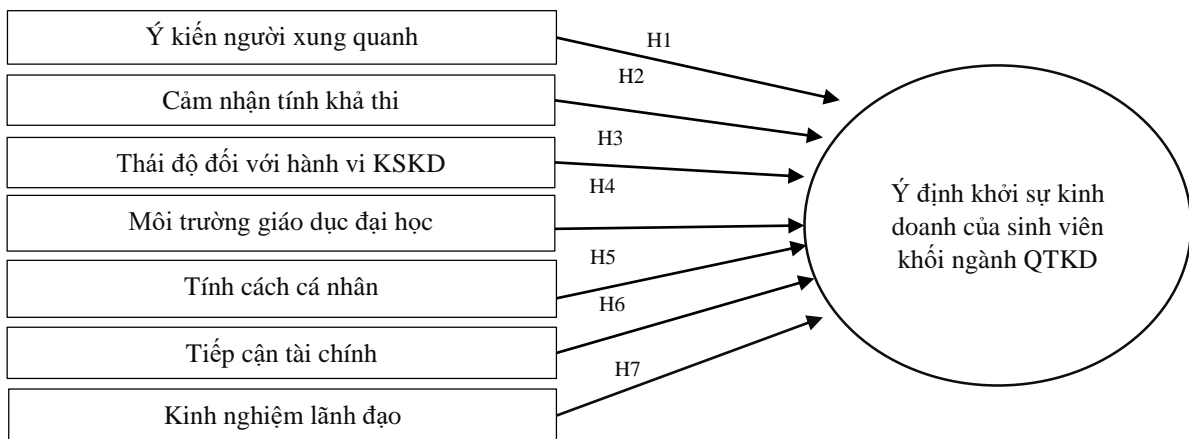 Ý kiến người xung quanh
H1
H2
Cảm nhận tính khả thi
H3
Thái độ đối với hành vi KSKD
H4
Môi trường giáo dục đại học
H5
Tính cách cá nhân
H6
Tiếp cận tài chính
H7
Kinh nghiệm lãnh đạo
Ý định khởi sự kinh
doanh của sinh viên
khối ngành QTKD